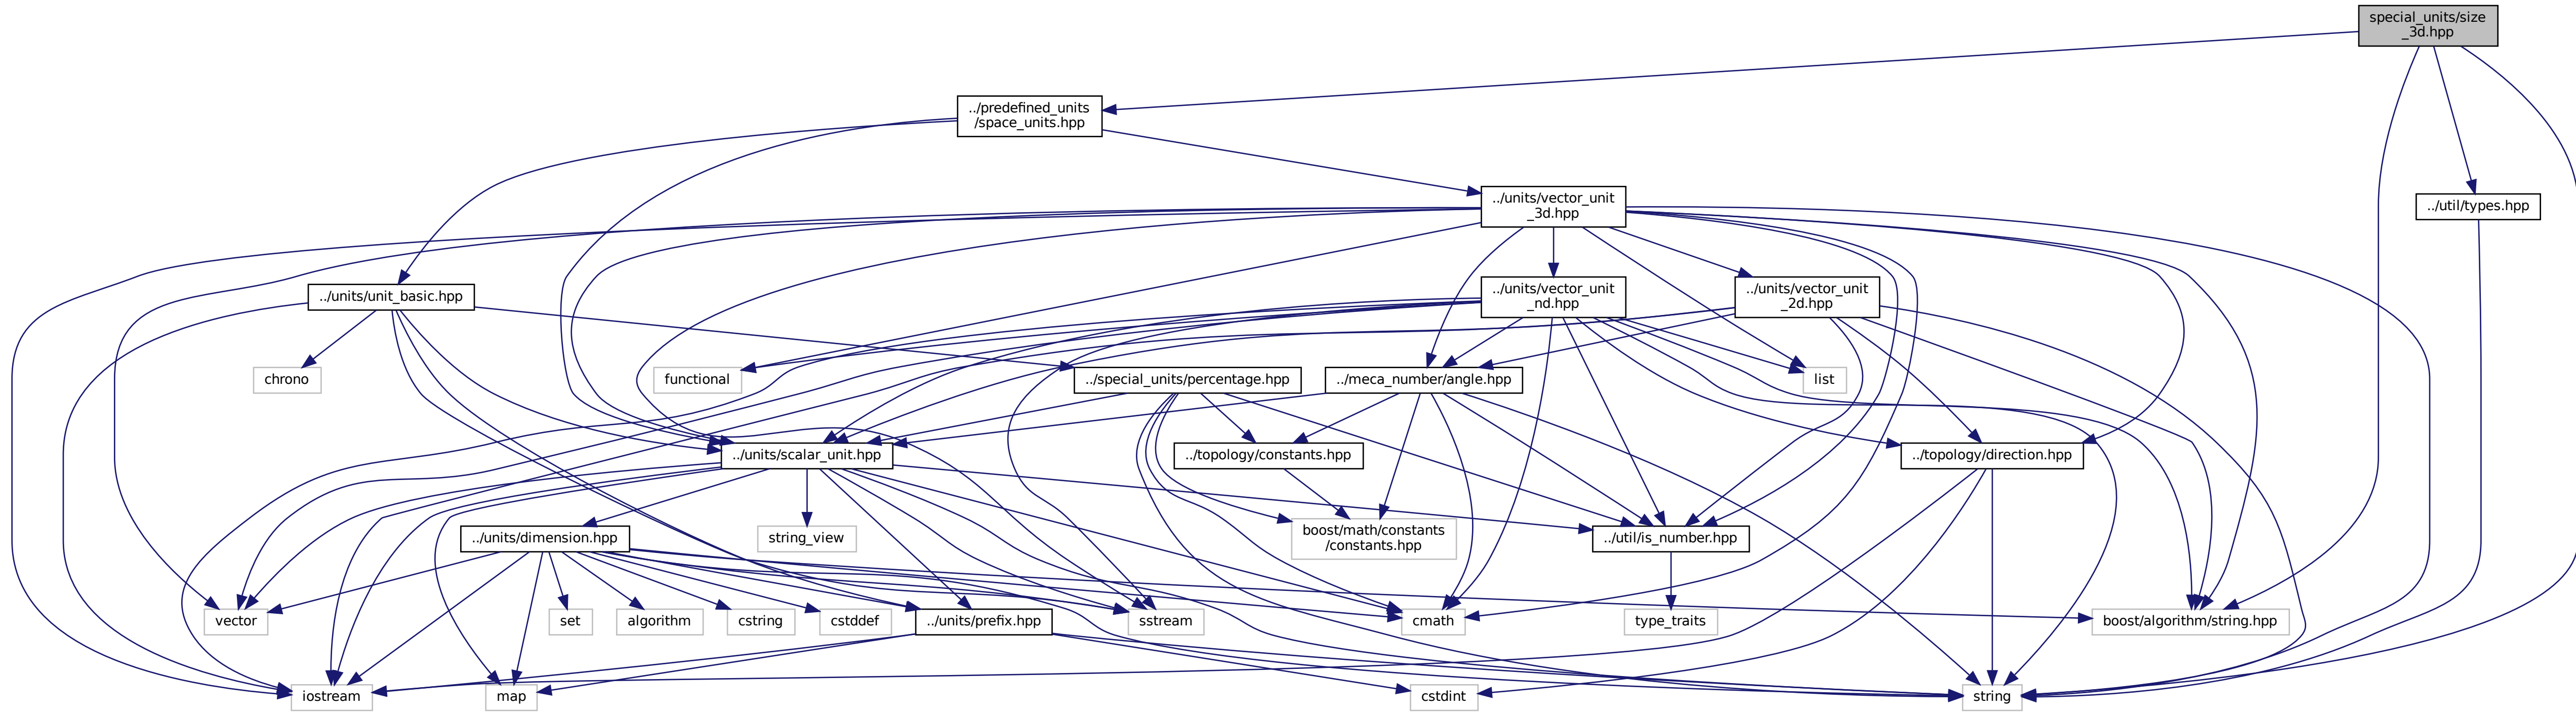 special_units/size
_3d.hpp
../predefined_units
/space_units.hpp
../units/vector_unit
_3d.hpp
../util/types.hpp
../units/unit_basic.hpp
../units/vector_unit
_nd.hpp
../units/vector_unit
_2d.hpp
chrono
functional
../special_units/percentage.hpp
../meca_number/angle.hpp
list
../units/scalar_unit.hpp
../topology/constants.hpp
../topology/direction.hpp
../units/dimension.hpp
string_view
boost/math/constants
/constants.hpp
../util/is_number.hpp
vector
set
algorithm
cstring
cstddef
../units/prefix.hpp
sstream
cmath
type_traits
boost/algorithm/string.hpp
iostream
map
cstdint
string